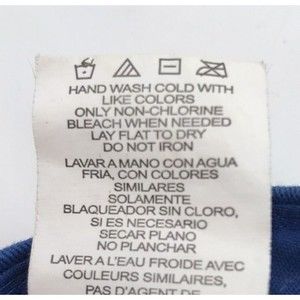 HAND WASH COLD WITH
LIKE COLORS
ONLY NON-CHLORINE
BLEACH WHEN NEEDED
LAY FLAT TO DRY
DO NOT IRON
LAVAR A MANO CON AGUA
FRIA, CON COLORES
SIMILARES
SOLAMENTE
BLAQUEADOR SIN CLORO,
SI ES NECESARIO
SECAR PLANO
NO PLANCHAR
LAVER A L'EAU FROIDE AVEC
COULEURS SIMILAIRES,
PAS D'AGENT DE